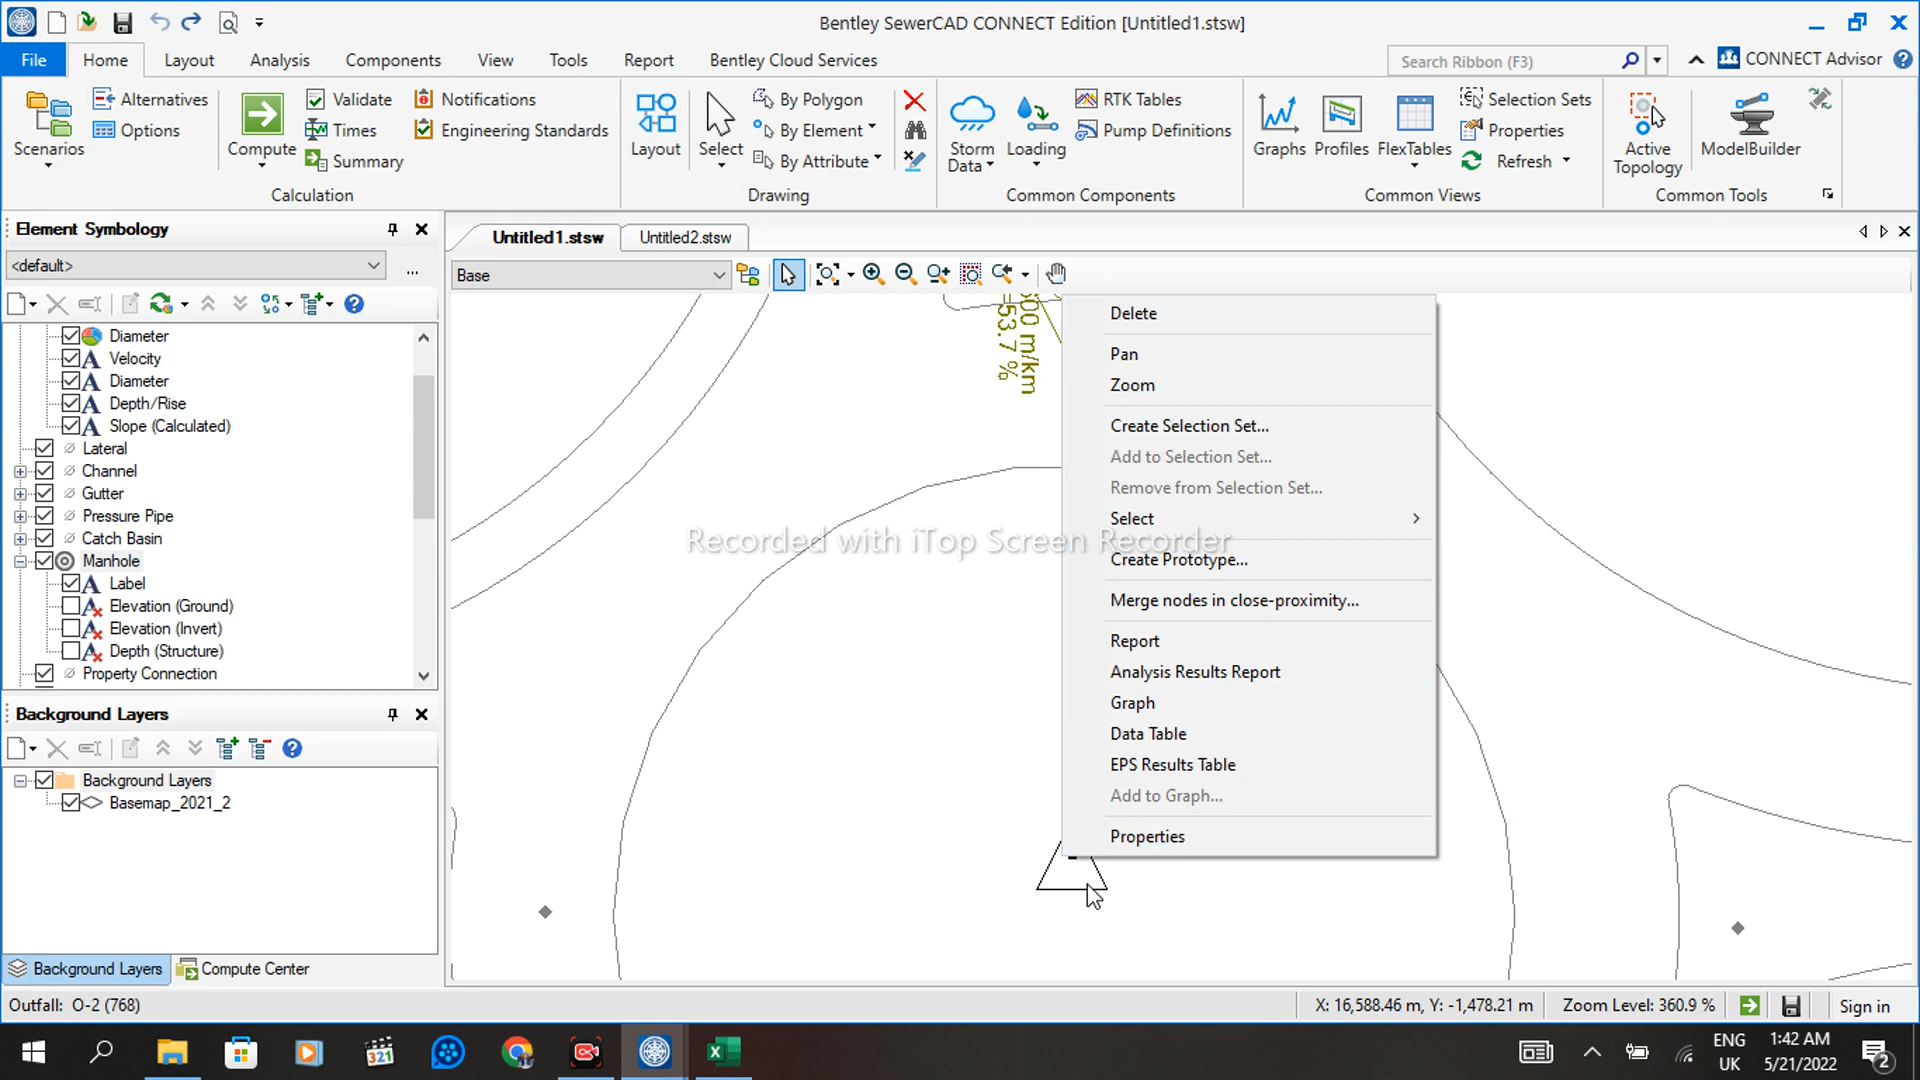 Bentley SewerCAD CONNECT Edition [Untitled1.stsw]
File Home Layout Analysis Components View Tools Report Bentley Cloud Services Search Ribbon (F3) CONNECT Advisor
Scenarios
Alternatives
Options
Compute
Validate
Times
Summary
Notifications
Engineering Standards
Calculation
Layout
Select
By Polygon
By Element
By Attribute
Drawing
Storm Data
Loading
RTK Tables
Pump Definitions
Common Components
Graphs
Profiles
FlexTables
Selection Sets
Properties
Refresh
Common Views
Active Topology
ModelBuilder
Common Tools
Element Symbology
<default>
...
Diameter
Velocity
Diameter
Depth/Rise
Slope (Calculated)
Lateral
Channel
Gutter
Pressure Pipe
Catch Basin
Manhole
Label
Elevation (Ground)
Elevation (Invert)
Depth (Structure)
Property Connection
Background Layers
Background Layers
Basemap_2021_2
Background Layers Compute Center
Untitled1.stsw Untitled2.stsw
Base
00 m/km
=53.7 %
Delete
Pan
Zoom
Create Selection Set...
Add to Selection Set...
Remove from Selection Set...
Select
Recorded with iTop Screen Recorder
Create Prototype...
Merge nodes in close-proximity...
Report
Analysis Results Report
Graph
Data Table
EPS Results Table
Add to Graph...
Properties
Outfall: O-2 (768)
X: 16,588.46 m, Y: -1,478.21 m
Zoom Level: 360.9 %
Sign in
321
ENG
UK
1:42 AM
5/21/2022
2